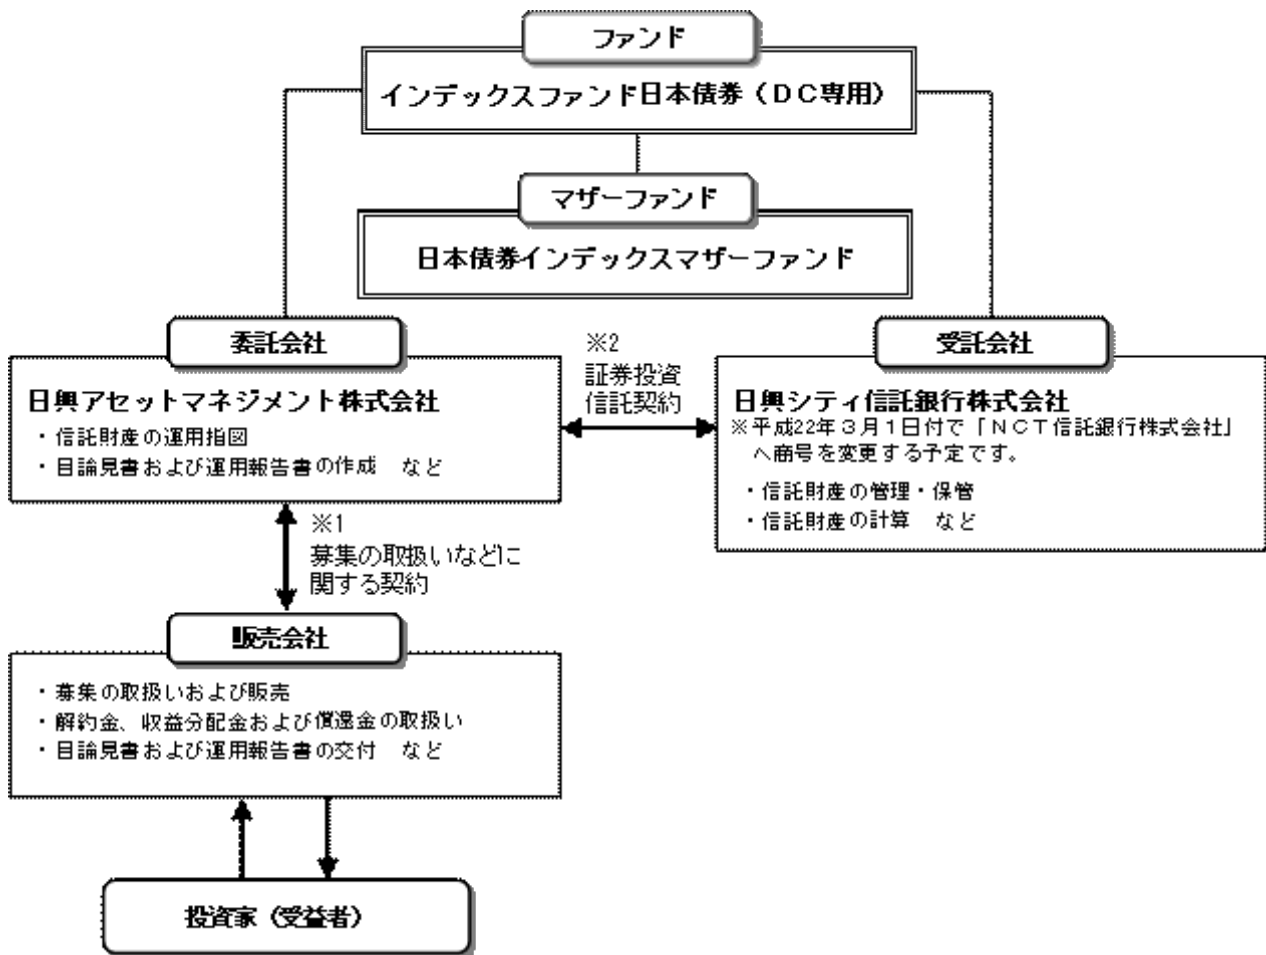 ファンド
インデックスファンド日本債券（ＤＣ専用）
マザーファンド
日本債券インデックスマザーファンド
委託会社
日興アセットマネジメント株式会社
・信託財産の運用指図
・目論見書および運用報告書の作成　など
※2
証券投資
信託契約
受託会社
日興シティ信託銀行株式会社
※平成22年３月１日付で「ＮＣＴ信託銀行株式会社」
へ商号を変更する予定です。
・信託財産の管理・保管
・信託財産の計算　など
※1
募集の取扱いなどに
関する契約
販売会社
・募集の取扱いおよび販売
・解約金、収益分配金および償還金の取扱い
・目論見書および運用報告書の交付　など
投資家（受益者）